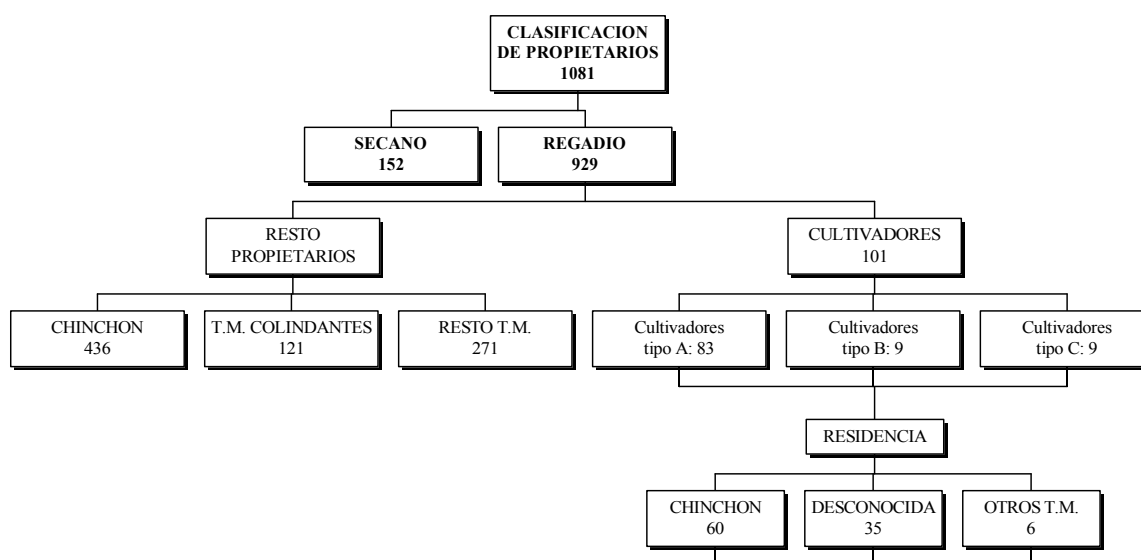 CLASIFICACION
DE PROPIETARIOS
1081
SECANO
152
REGADIO
929
RESTO
PROPIETARIOS
CULTIVADORES
101
CHINCHON
436
T.M. COLINDANTES
121
RESTO T.M.
271
Cultivadores
tipo A: 83
Cultivadores
tipo B: 9
Cultivadores
tipo C: 9
RESIDENCIA
CHINCHON
60
DESCONOCIDA
35
OTROS T.M.
6